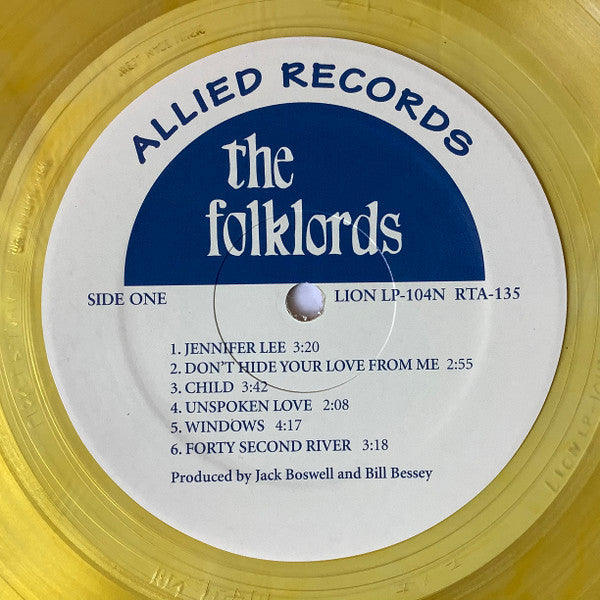 ALLIED RECORDS
the
folklords
SIDE ONE
LION LP-104N RTA-135
1. JENNIFER LEE 3:20
2. DON'T HIDE YOUR LOVE FROM ME 2:55
3. CHILD 3:42
4. UNSPOKEN LOVE 2:08
5. WINDOWS 4:17
6. FORTY SECOND RIVER 3:18
Produced by Jack Boswell and Bill Bessey